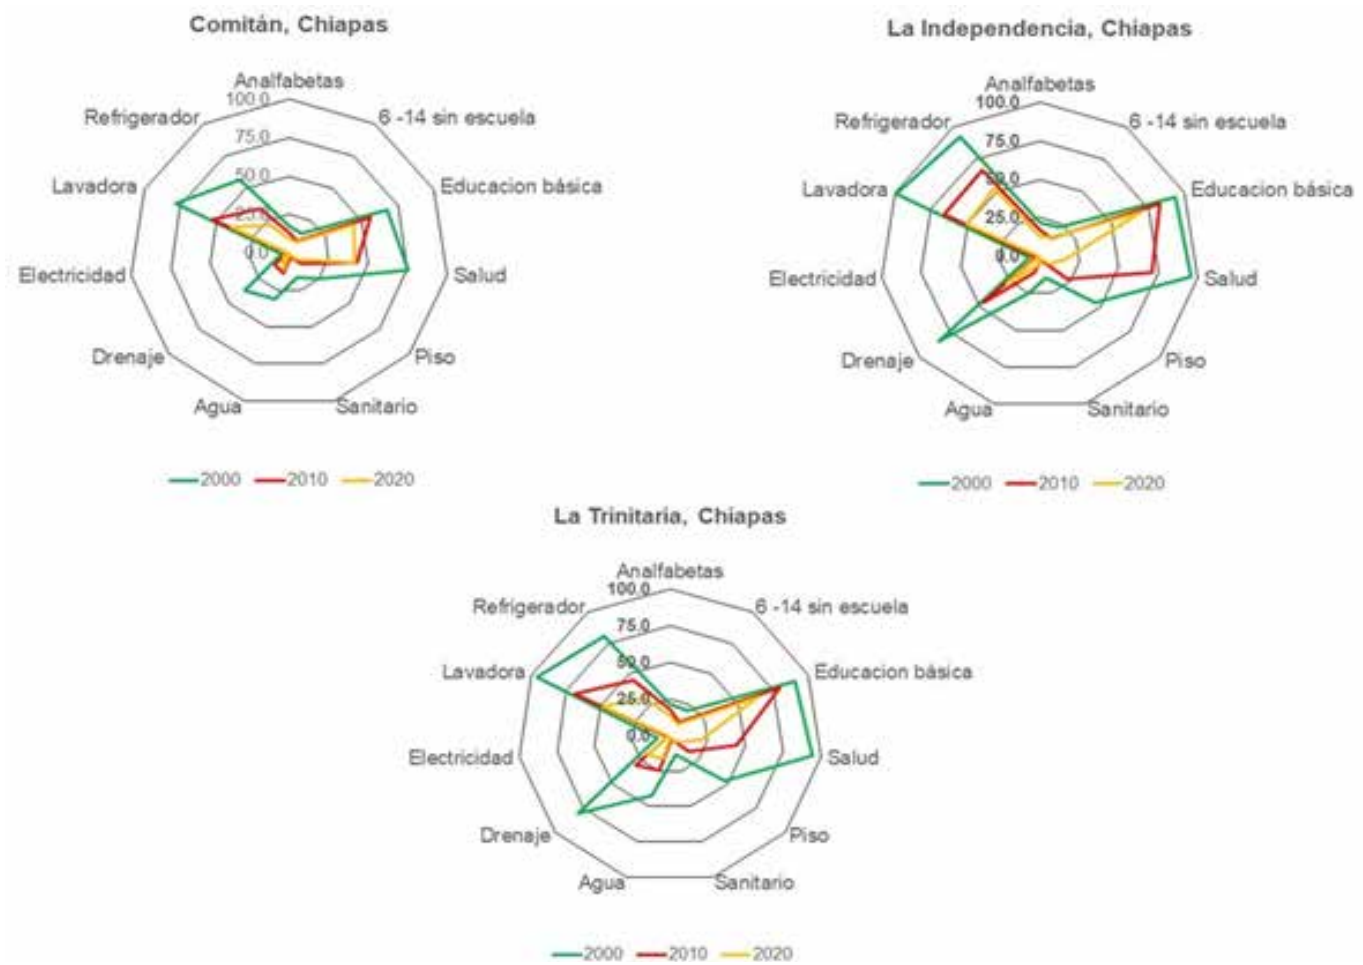 Comitán, Chiapas
Analfabetas
100.0
6 -14 sin escuela
75.0
Educacion básica
50.0
Salud
25.0
Piso
0.0
Sanitario
Agua
Drenaje
Electricidad
Lavadora
Refrigerador
2000 2010 2020
La Independencia, Chiapas
Analfabetas
100.0
6 -14 sin escuela
75.0
Educacion básica
50.0
Salud
25.0
Piso
0.0
Sanitario
Agua
Drenaje
Electricidad
Lavadora
Refrigerador
2000 2010 2020
La Trinitaria, Chiapas
Analfabetas
100.0
6 -14 sin escuela
75.0
Educacion básica
50.0
Salud
25.0
Piso
0.0
Sanitario
Agua
Drenaje
Electricidad
Lavadora
Refrigerador
2000 2010 2020